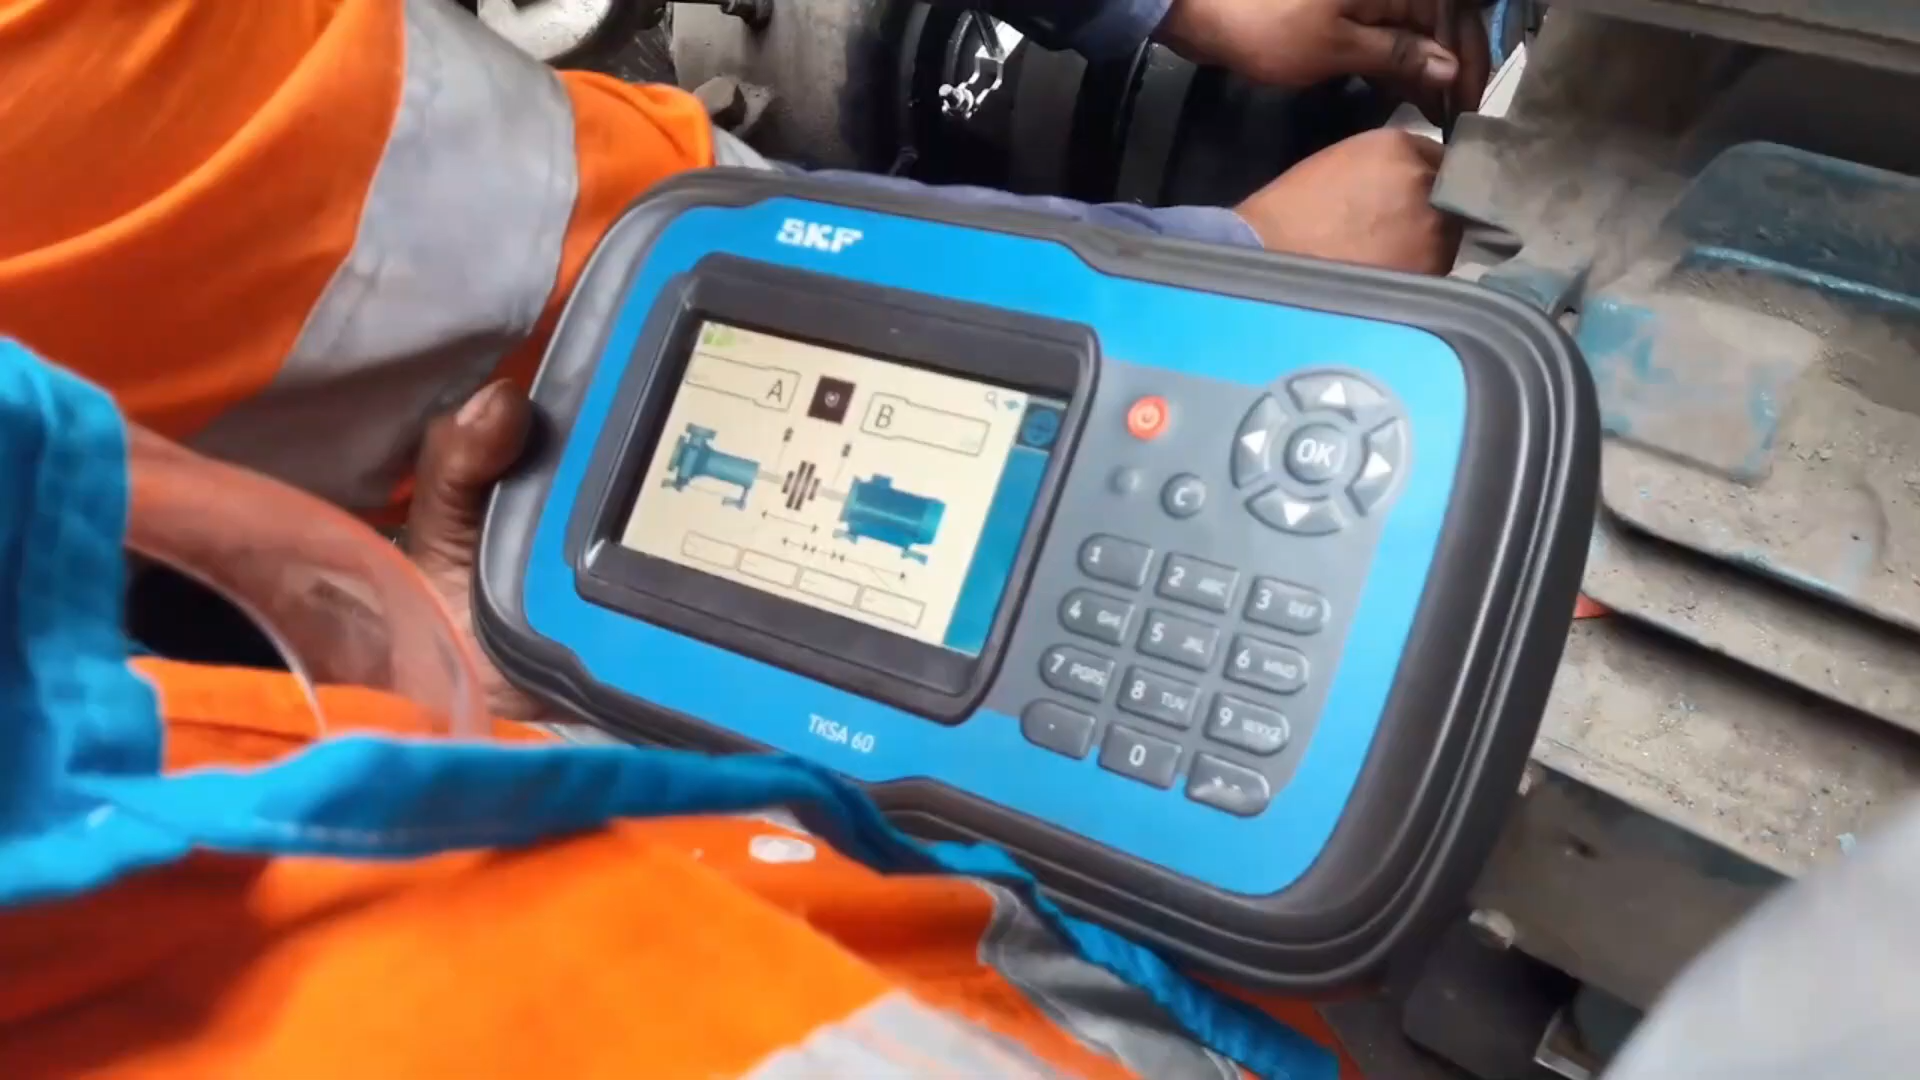 SKF
A
B
OK
C
1
2 ABC
3 DEF
4 GHI
5 JKL
6 MNO
7 PQRS
8 TUV
9 WXYZ
.
0
TKSA 60